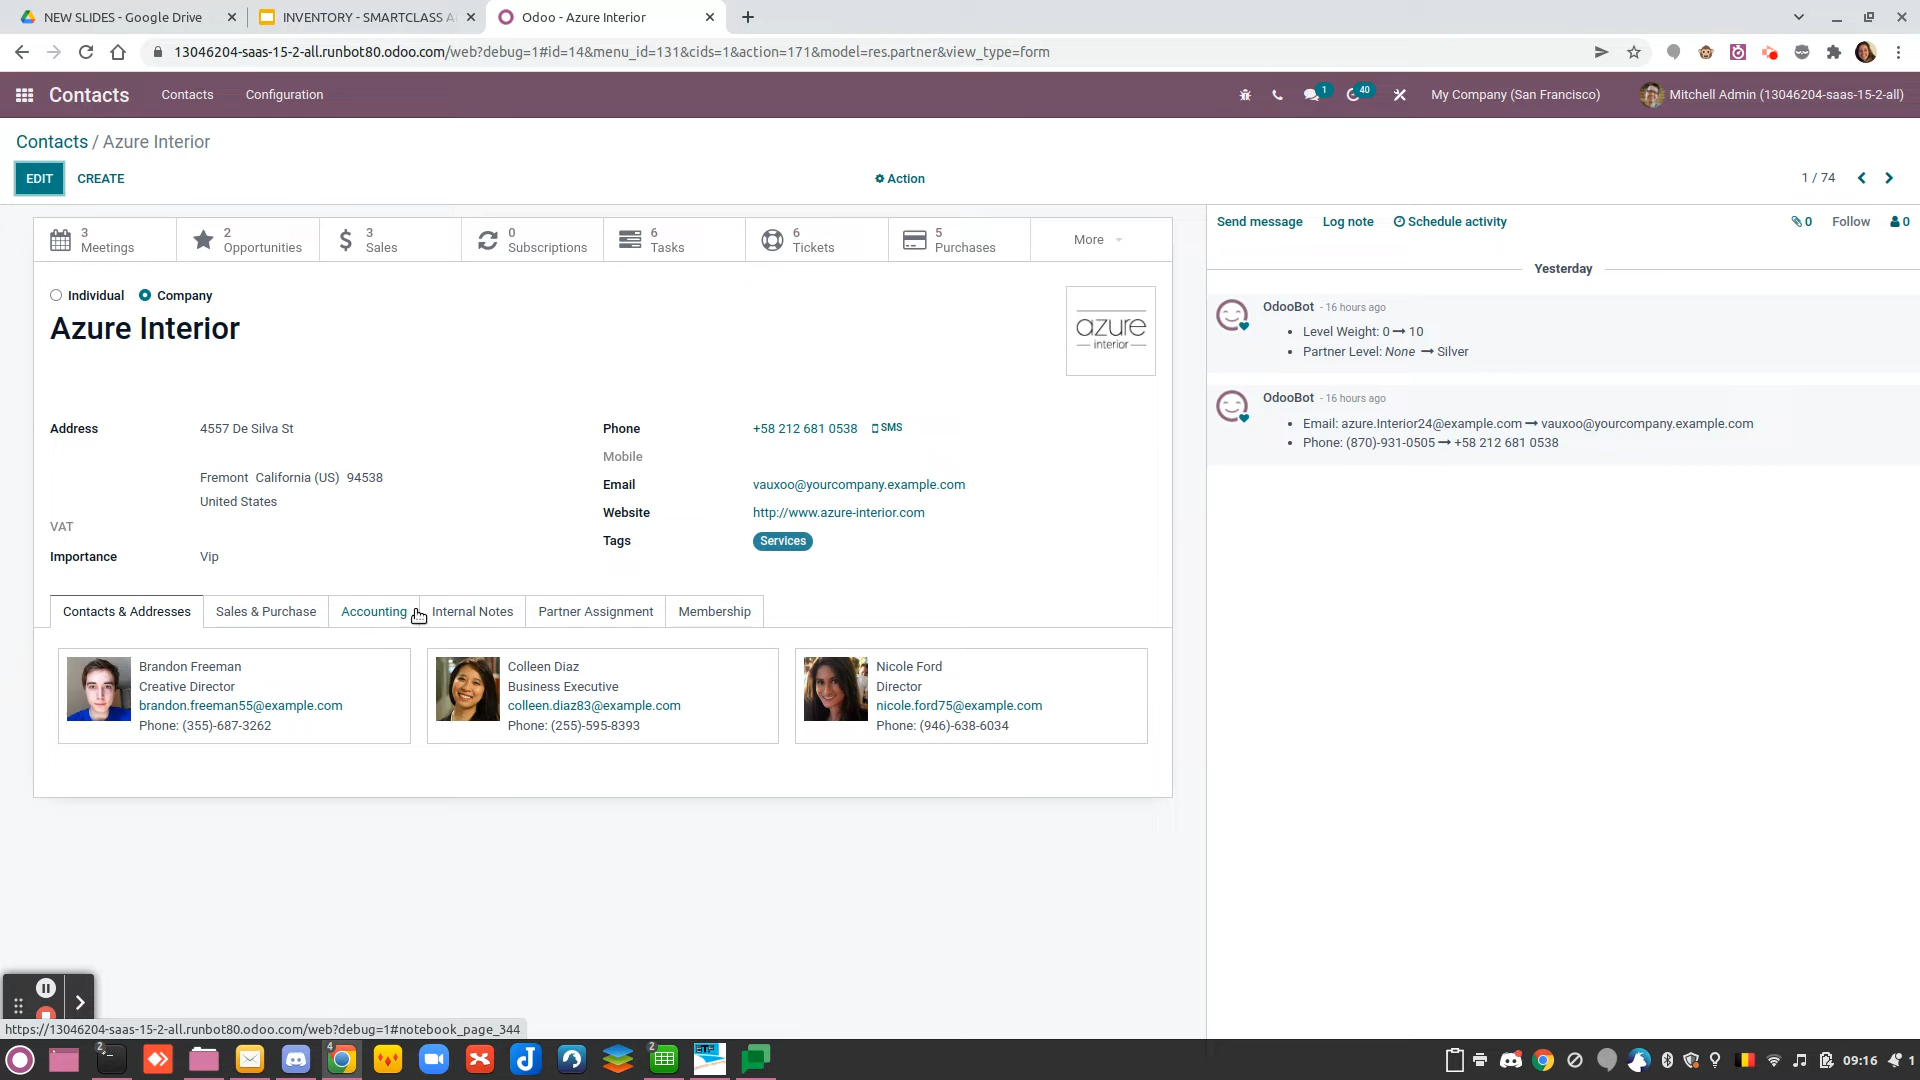 NEW SLIDES - Google Drive
INVENTORY - SMARTCLASS A
Odoo - Azure Interior
13046204-saas-15-2-all.runbot80.odoo.com/web?debug=1#id=14&menu_id=131&cids=1&action=171&model=res.partner&view_type=form
Contacts
Contacts
Configuration
1
40
My Company (San Francisco)
Mitchell Admin (13046204-saas-15-2-all)
Contacts / Azure Interior
EDIT
CREATE
Action
1 / 74
3
Meetings
2
Opportunities
3
Sales
0
Subscriptions
6
Tasks
6
Tickets
5
Purchases
More
Send message
Log note
Schedule activity
0
Follow
0
Yesterday
Individual
Company
Azure Interior
azure
interior
OdooBot - 16 hours ago
Level Weight: 0 → 10
Partner Level: None → Silver
OdooBot - 16 hours ago
Email: azure.Interior24@example.com → vauxoo@yourcompany.example.com
Phone: (870)-931-0505 → +58 212 681 0538
Address
4557 De Silva St
Fremont California (US) 94538
United States
VAT
Importance
Vip
Phone
+58 212 681 0538
SMS
Mobile
Email
vauxoo@yourcompany.example.com
Website
http://www.azure-interior.com
Tags
Services
Contacts & Addresses
Sales & Purchase
Accounting
Internal Notes
Partner Assignment
Membership
Brandon Freeman
Creative Director
brandon.freeman55@example.com
Phone: (355)-687-3262
Colleen Diaz
Business Executive
colleen.diaz83@example.com
Phone: (255)-595-8393
Nicole Ford
Director
nicole.ford75@example.com
Phone: (946)-638-6034
https://13046204-saas-15-2-all.runbot80.odoo.com/web?debug=1#notebook_page_344
2
4
2
09:16
1